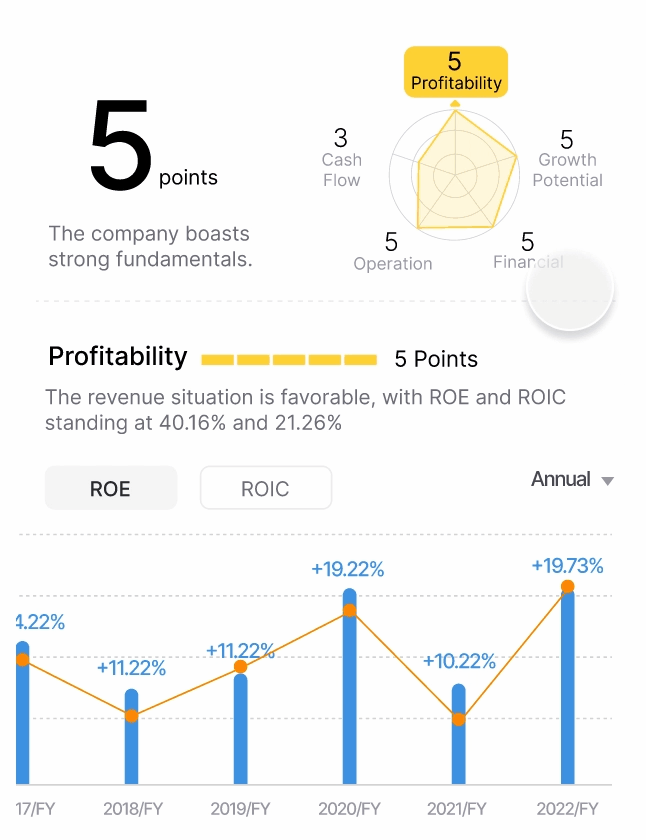 5
Profitability
5 points
3
Cash
Flow
5
Growth
Potential
The company boasts
strong fundamentals.
5
Operation
5
Financial
Profitability 5 Points
The revenue situation is favorable, with ROE and ROIC
standing at 40.16% and 21.26%
ROE ROIC Annual
+19.22% +19.73%
4.22% +11.22% +11.22% +10.22%
17/FY 2018/FY 2019/FY 2020/FY 2021/FY 2022/FY